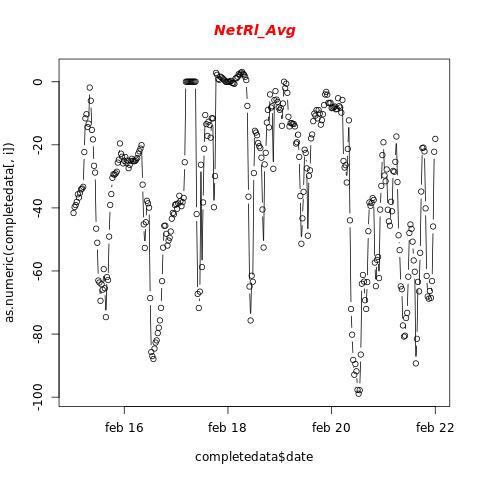 NetRl_Avg
as.numeric(completedata[, i])
0
-20
-40
-60
-80
-100
feb 16
feb 18
feb 20
feb 22
completedata$date